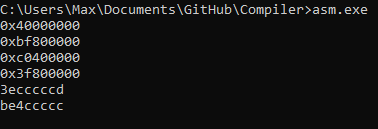 C:\Users\Max\Documents\GitHub\Compiler>asm.exe
0x40000000
0xbf800000
0xc0400000
0x3f800000
3ecccccd
be4ccccc